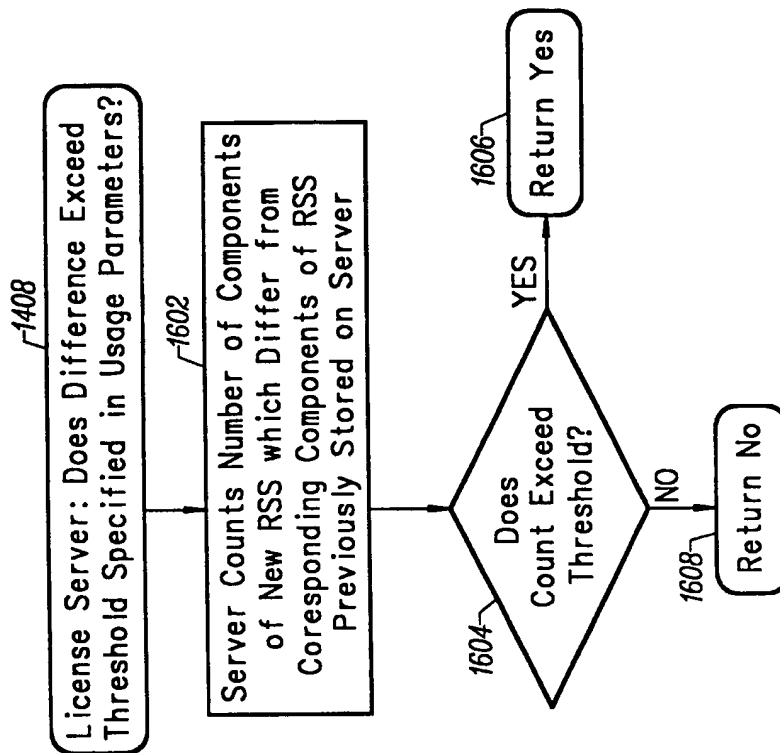 1408
License Server: Does Difference Exceed
Threshold Specified in Usage Parameters?
1602
Server Counts Number of Components
of New RSS which Differ from
Coresponding Components of RSS
Previously Stored on Server
1604
Does
Count Exceed
Threshold?
YES
1606
Return Yes
NO
1608
Return No